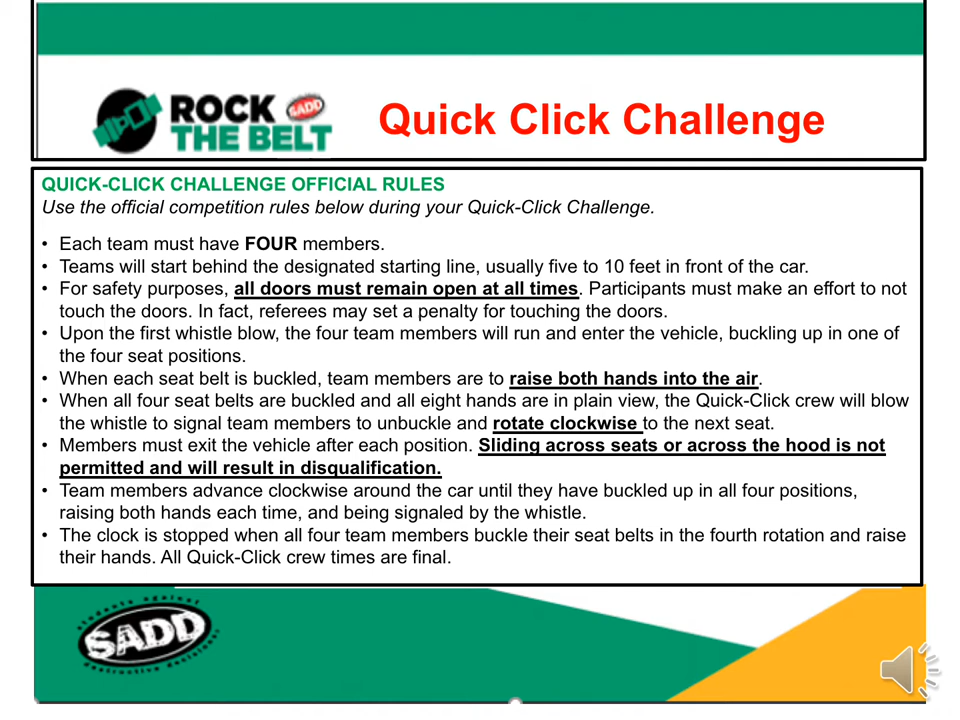 ROCK SADD
THE BELT
Quick Click Challenge
QUICK-CLICK CHALLENGE OFFICIAL RULES
Use the official competition rules below during your Quick-Click Challenge.
• Each team must have FOUR members.
• Teams will start behind the designated starting line, usually five to 10 feet in front of the car.
• For safety purposes, all doors must remain open at all times. Participants must make an effort to not
touch the doors. In fact, referees may set a penalty for touching the doors.
• Upon the first whistle blow, the four team members will run and enter the vehicle, buckling up in one of
the four seat positions.
• When each seat belt is buckled, team members are to raise both hands into the air.
• When all four seat belts are buckled and all eight hands are in plain view, the Quick-Click crew will blow
the whistle to signal team members to unbuckle and rotate clockwise to the next seat.
• Members must exit the vehicle after each position. Sliding across seats or across the hood is not
permitted and will result in disqualification.
• Team members advance clockwise around the car until they have buckled up in all four positions,
raising both hands each time, and being signaled by the whistle.
• The clock is stopped when all four team members buckle their seat belts in the fourth rotation and raise
their hands. All Quick-Click crew times are final.
students against
SADD
destructive decisions